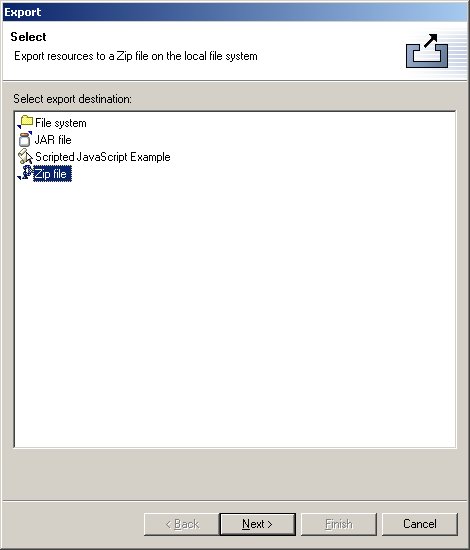 Export
Select
Export resources to a Zip file on the local file system
Select export destination:
File system
JAR file
Scripted JavaScript Example
Zip file
< Back Next > Finish Cancel